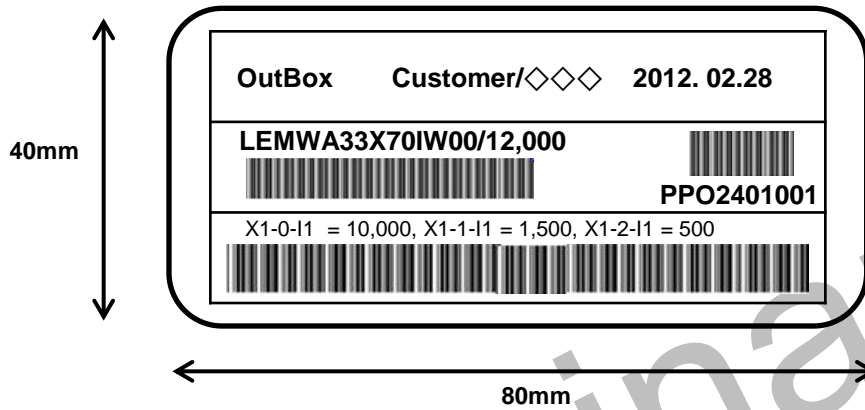 OutBox Customer/◇◇◇ 2012. 02.28
40mm
LEMWA33X70IW00/12,000
PPO2401001
X1-0-I1 = 10,000, X1-1-I1 = 1,500, X1-2-I1 = 500
80mm